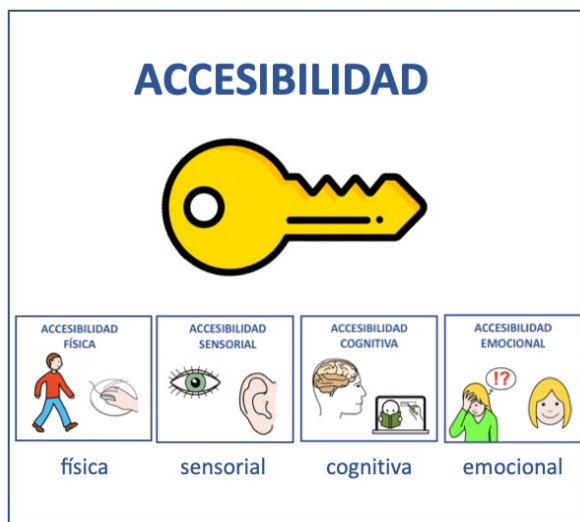 ACCESIBILIDAD
ACCESIBILIDAD
FÍSICA
ACCESIBILIDAD
SENSORIAL
ACCESIBILIDAD
COGNITIVA
ACCESIBILIDAD
EMOCIONAL
!?
física
sensorial
cognitiva
emocional